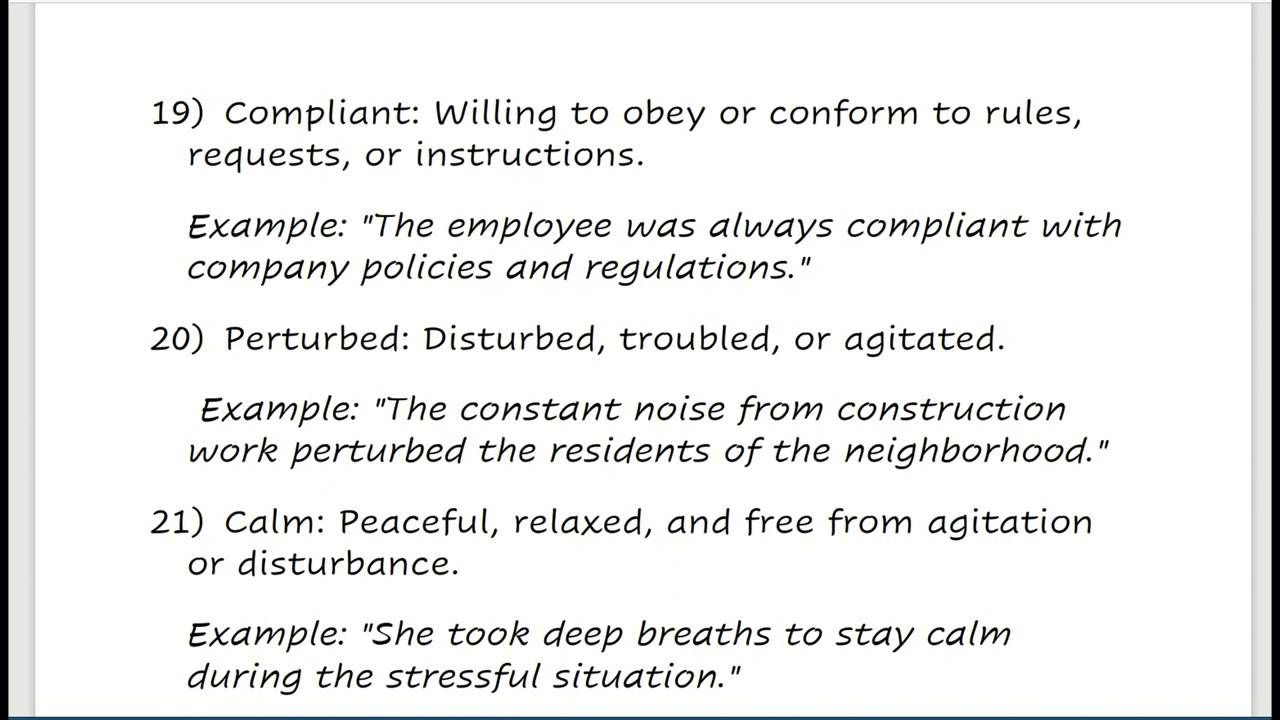 19) Compliant: Willing to obey or conform to rules,
requests, or instructions.
Example: "The employee was always compliant with
company policies and regulations."
20) Perturbed: Disturbed, troubled, or agitated.
Example: "The constant noise from construction
work perturbed the residents of the neighborhood."
21) Calm: Peaceful, relaxed, and free from agitation
or disturbance.
Example: "She took deep breaths to stay calm
during the stressful situation."